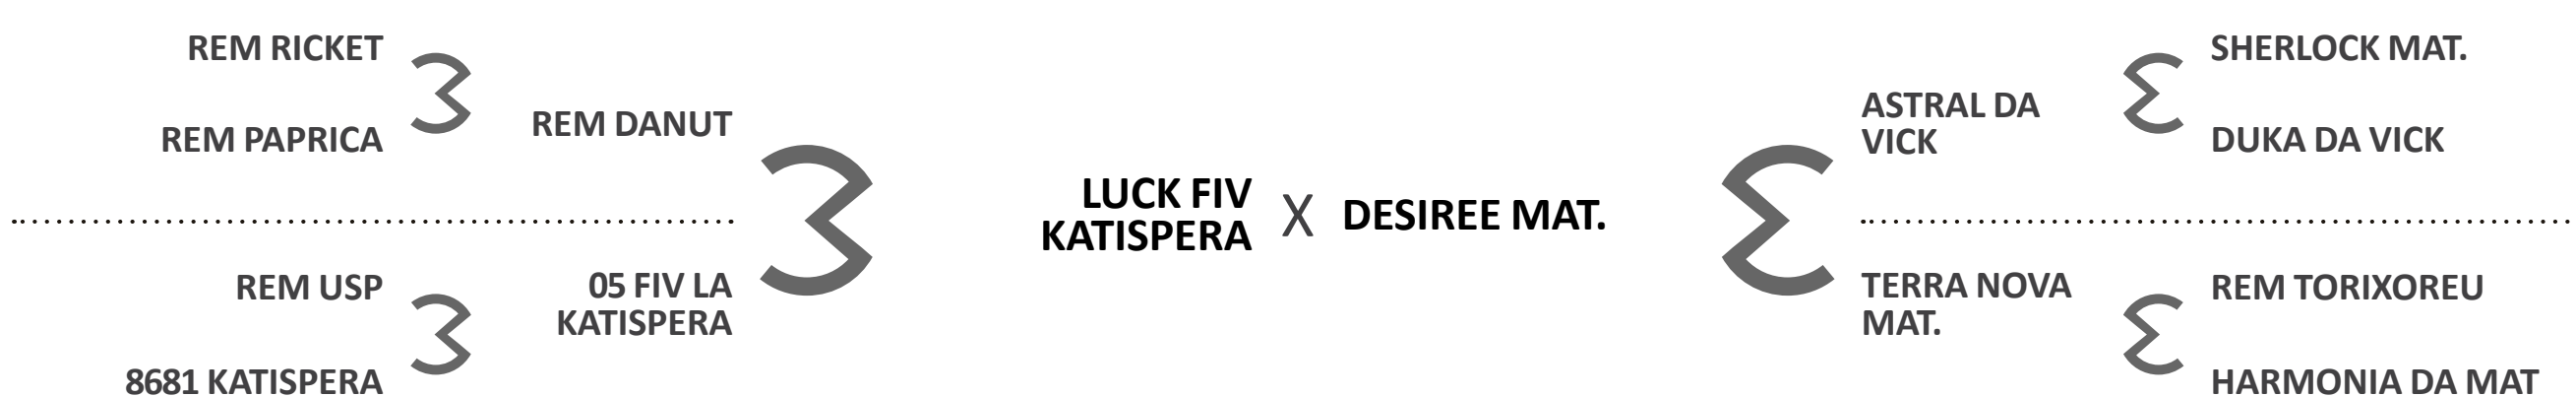 REM RICKET
REM PAPRICA
REM DANUT
REM USP
8681 KATISPERA
05 FIV LA
KATISPERA
LUCK FIV
KATISPERA
X
DESIREE MAT.
ASTRAL DA
VICK
SHERLOCK MAT.
DUKA DA VICK
TERRA NOVA
MAT.
REM TORIXOREU
HARMONIA DA MAT